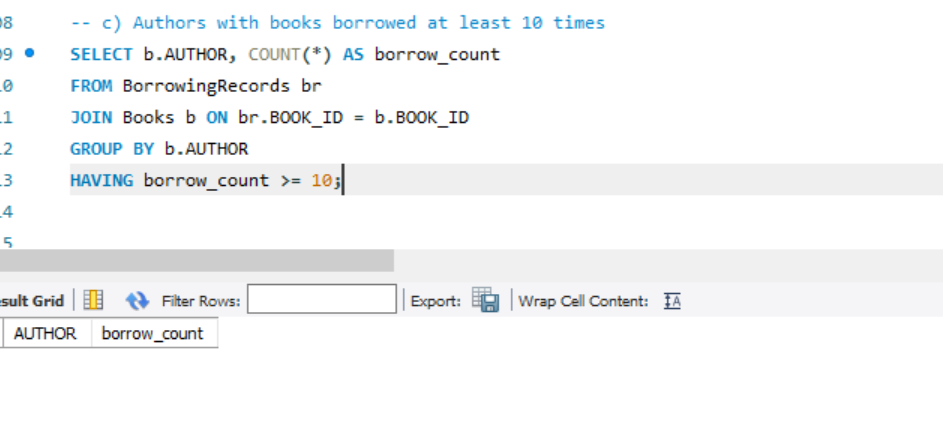 08 -- c) Authors with books borrowed at least 10 times
09 SELECT b.AUTHOR, COUNT(*) AS borrow_count
10 FROM BorrowingRecords br
11 JOIN Books b ON br.BOOK_ID = b.BOOK_ID
12 GROUP BY b.AUTHOR
13 HAVING borrow_count >= 10;
14
15
sult Grid Filter Rows: Export: Wrap Cell Content: IA
AUTHOR borrow_count